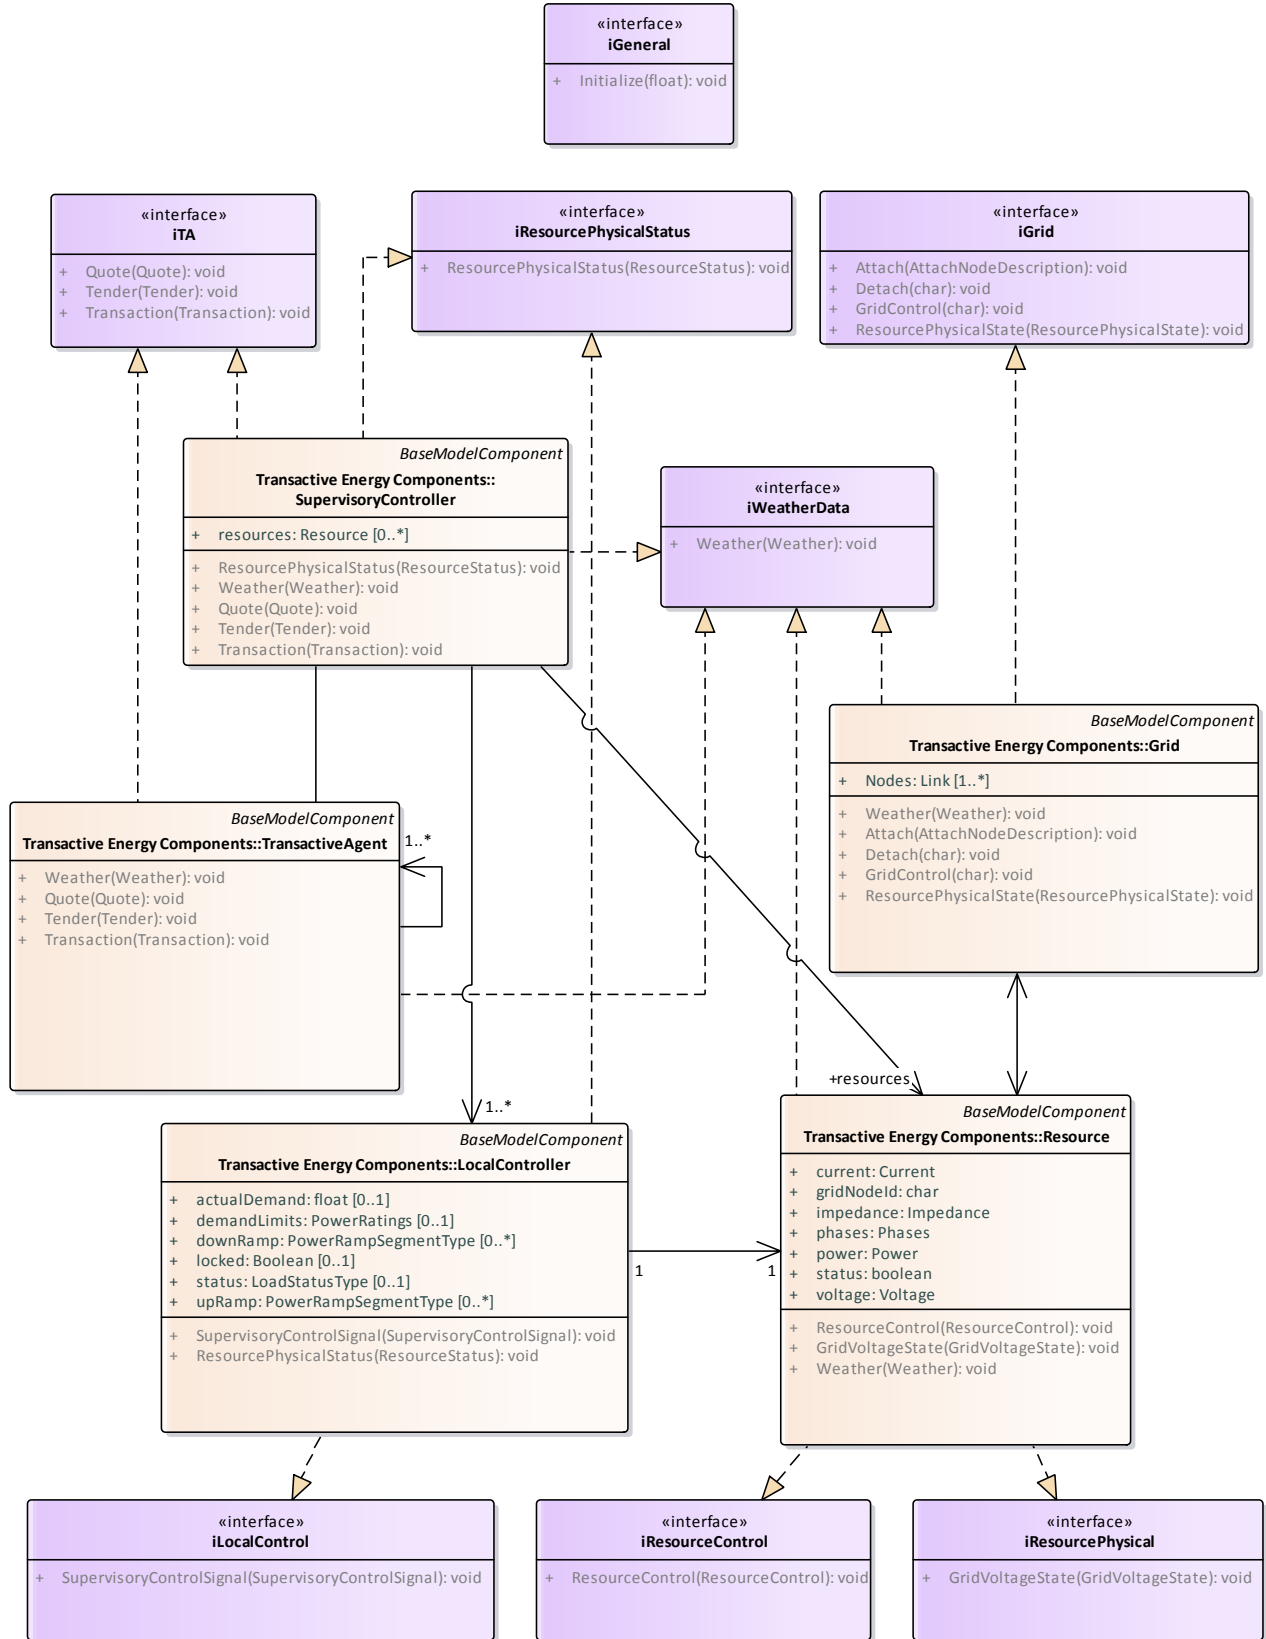 «interface»
iGeneral
+ Initialize(float): void
«interface»
iTA
+ Quote(Quote): void
+ Tender(Tender): void
+ Transaction(Transaction): void
«interface»
iResourcePhysicalStatus
+ ResourcePhysicalStatus(ResourceStatus): void
«interface»
iGrid
+ Attach(AttachNodeDescription): void
+ Detach(char): void
+ GridControl(char): void
+ ResourcePhysicalState(ResourcePhysicalState): void
BaseModelComponent
Transactive Energy Components::
SupervisoryController
+ resources: Resource [0..*]
+ ResourcePhysicalStatus(ResourceStatus): void
+ Weather(Weather): void
+ Quote(Quote): void
+ Tender(Tender): void
+ Transaction(Transaction): void
«interface»
iWeatherData
+ Weather(Weather): void
BaseModelComponent
Transactive Energy Components::Grid
+ Nodes: Link [1..*]
+ Weather(Weather): void
+ Attach(AttachNodeDescription): void
+ Detach(char): void
+ GridControl(char): void
+ ResourcePhysicalState(ResourcePhysicalState): void
BaseModelComponent
Transactive Energy Components::TransactiveAgent
+ Weather(Weather): void
+ Quote(Quote): void
+ Tender(Tender): void
+ Transaction(Transaction): void
1..*
+resources
1..*
BaseModelComponent
Transactive Energy Components::LocalController
+ actualDemand: float [0..1]
+ demandLimits: PowerRatings [0..1]
+ downRamp: PowerRampSegmentType [0..*]
+ locked: Boolean [0..1]
+ status: LoadStatusType [0..1]
+ upRamp: PowerRampSegmentType [0..*]
+ SupervisoryControlSignal(SupervisoryControlSignal): void
+ ResourcePhysicalStatus(ResourceStatus): void
1
1
BaseModelComponent
Transactive Energy Components::Resource
+ current: Current
+ gridNodeId: char
+ impedance: Impedance
+ phases: Phases
+ power: Power
+ status: boolean
+ voltage: Voltage
+ ResourceControl(ResourceControl): void
+ GridVoltageState(GridVoltageState): void
+ Weather(Weather): void
«interface»
iLocalControl
+ SupervisoryControlSignal(SupervisoryControlSignal): void
«interface»
iResourceControl
+ ResourceControl(ResourceControl): void
«interface»
iResourcePhysical
+ GridVoltageState(GridVoltageState): void